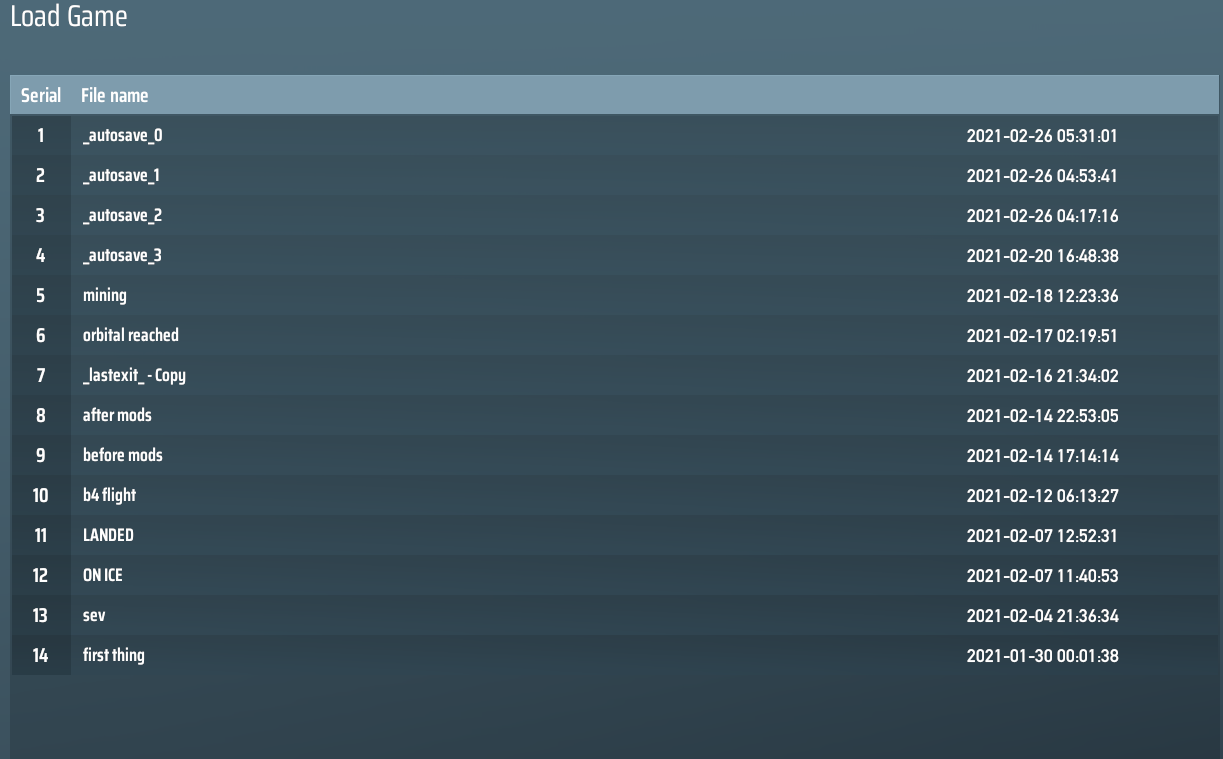 Load Game
Serial File name
1 _autosave_0 2021-02-26 05:31:01
2 _autosave_1 2021-02-26 04:53:41
3 _autosave_2 2021-02-26 04:17:16
4 _autosave_3 2021-02-20 16:48:38
5 mining 2021-02-18 12:23:36
6 orbital reached 2021-02-17 02:19:51
7 _lastexit_ - Copy 2021-02-16 21:34:02
8 after mods 2021-02-14 22:53:05
9 before mods 2021-02-14 17:14:14
10 b4 flight 2021-02-12 06:13:27
11 LANDED 2021-02-07 12:52:31
12 ON ICE 2021-02-07 11:40:53
13 sev 2021-02-04 21:36:34
14 first thing 2021-01-30 00:01:38